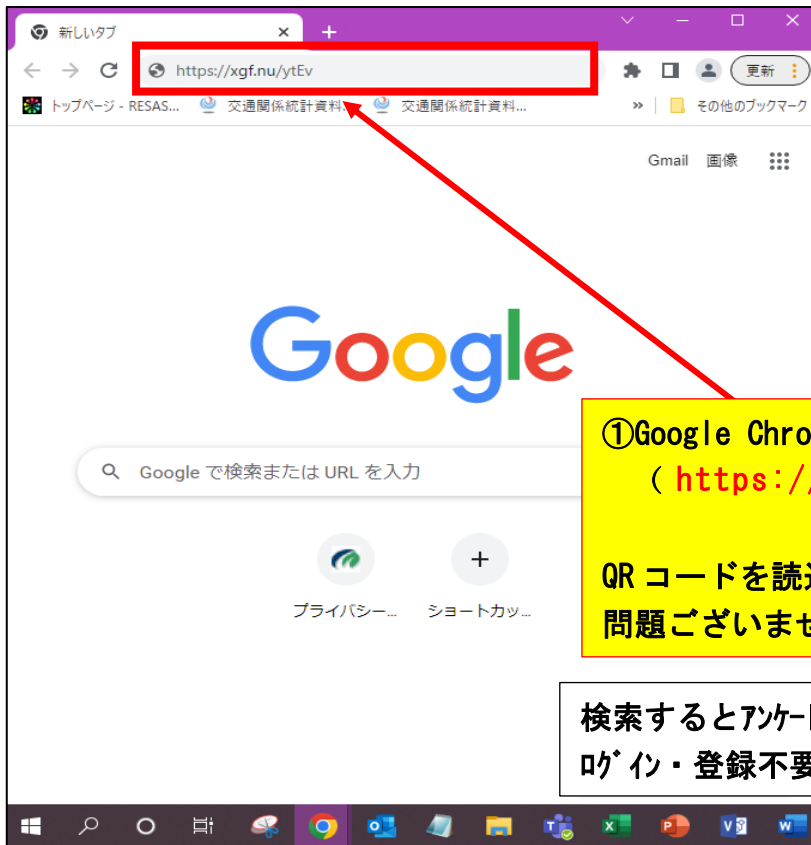 新しいタブ
https://xgf.nu/ytEv
更新
トップページ - RESAS...
交通関係統計資料...
交通関係統計資料...
»
その他のブックマーク
Gmail 画像
Google
Google で検索または URL を入力
プライバシー... ショートカッ...
①Google Chro
（https:/
QR コードを読
問題ございませ
検索するとｱﾝｹｰ
ﾛｸﾞｲﾝ・登録不要